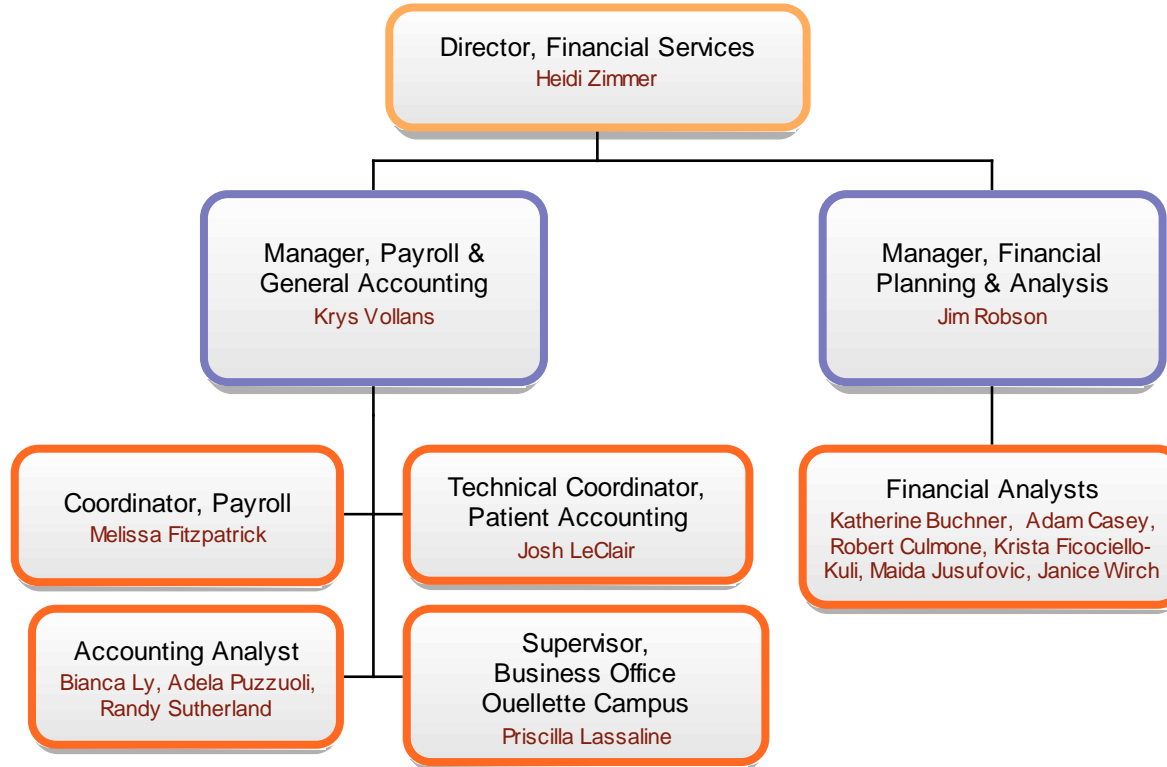 Director, Financial Services
Heidi Zimmer
Manager, Payroll &
General Accounting
Krys Vollans
Manager, Financial
Planning & Analysis
Jim Robson
Coordinator, Payroll
Melissa Fitzpatrick
Technical Coordinator,
Patient Accounting
Josh LeClair
Financial Analysts
Katherine Buchner, Adam Casey,
Robert Culmone, Krista Ficociello-
Kuli, Maida Jusufovic, Janice Wirch
Accounting Analyst
Bianca Ly, Adela Puzzuoli,
Randy Sutherland
Supervisor,
Business Office
Ouellette Campus
Priscilla Lassaline